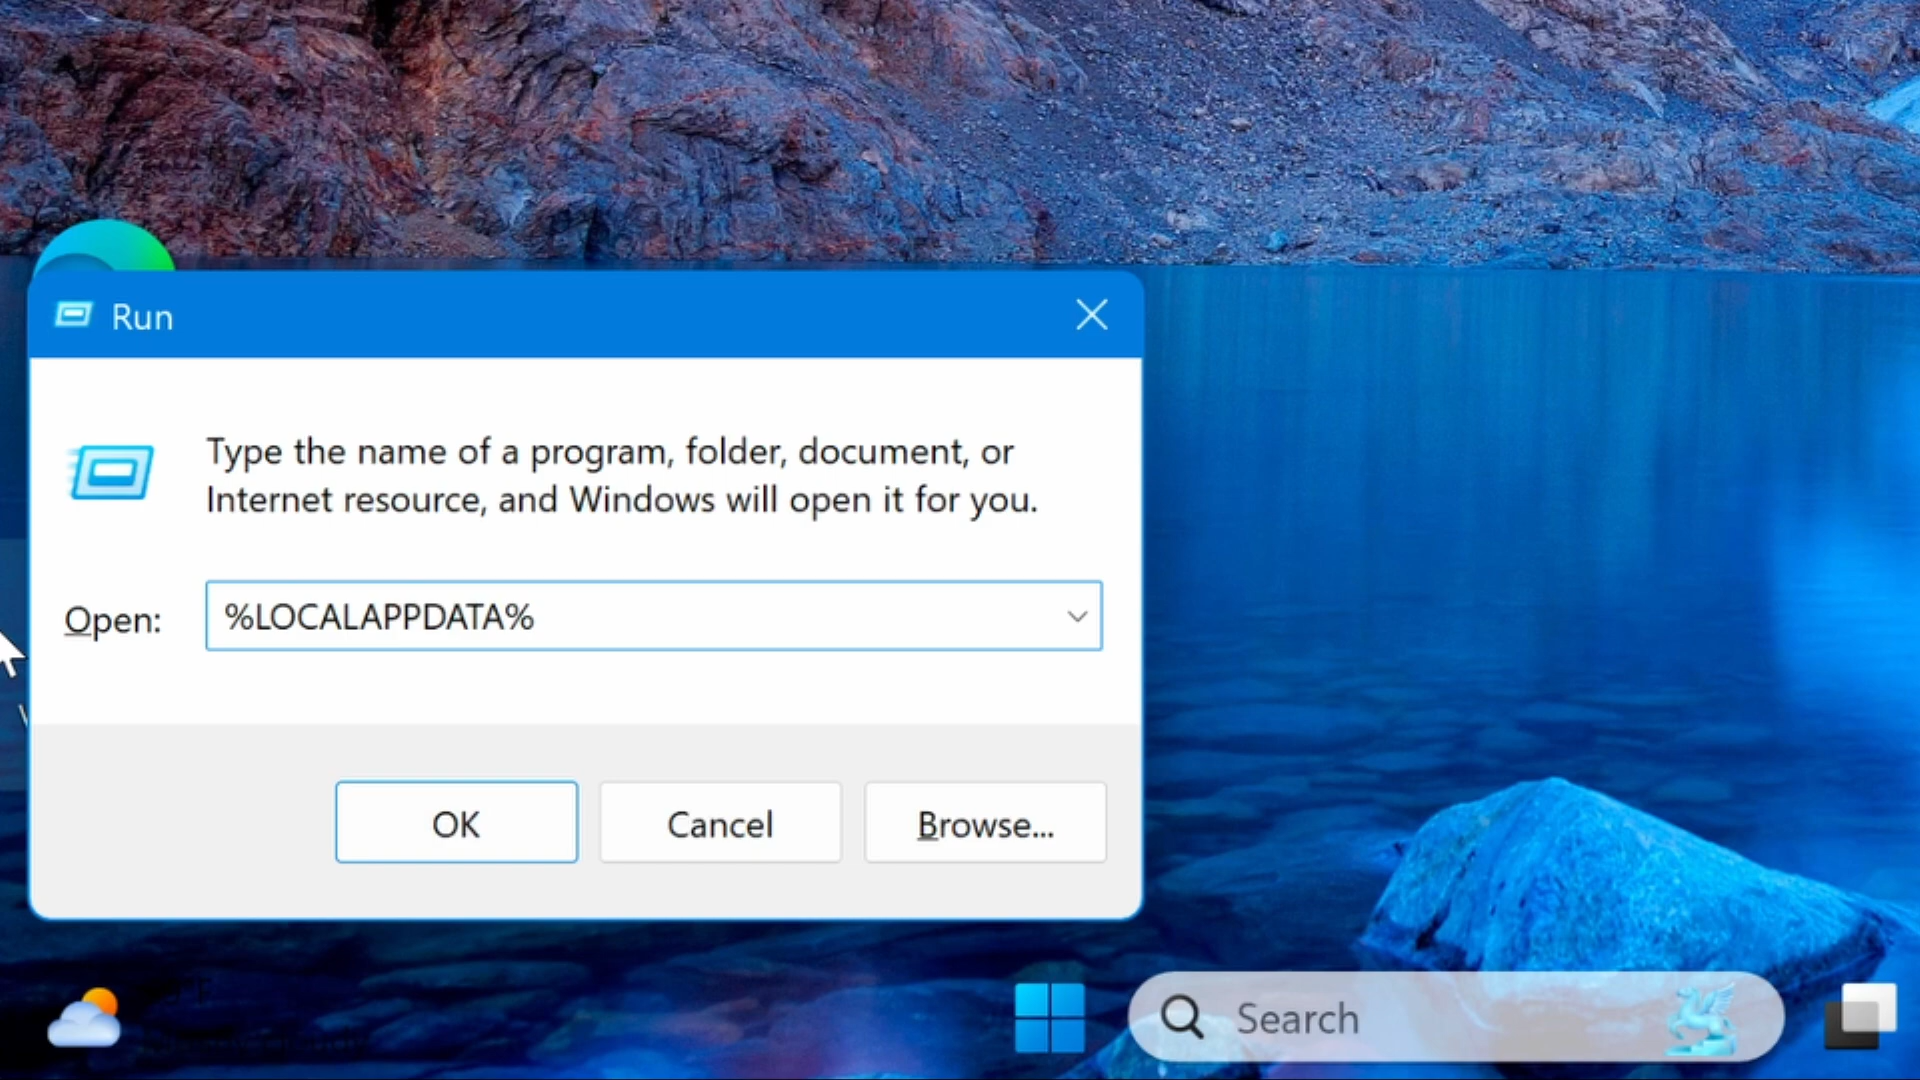 Run
Type the name of a program, folder, document, or
Internet resource, and Windows will open it for you.
Open:
%LOCALAPPDATA%
OK
Cancel
Browse...
Search